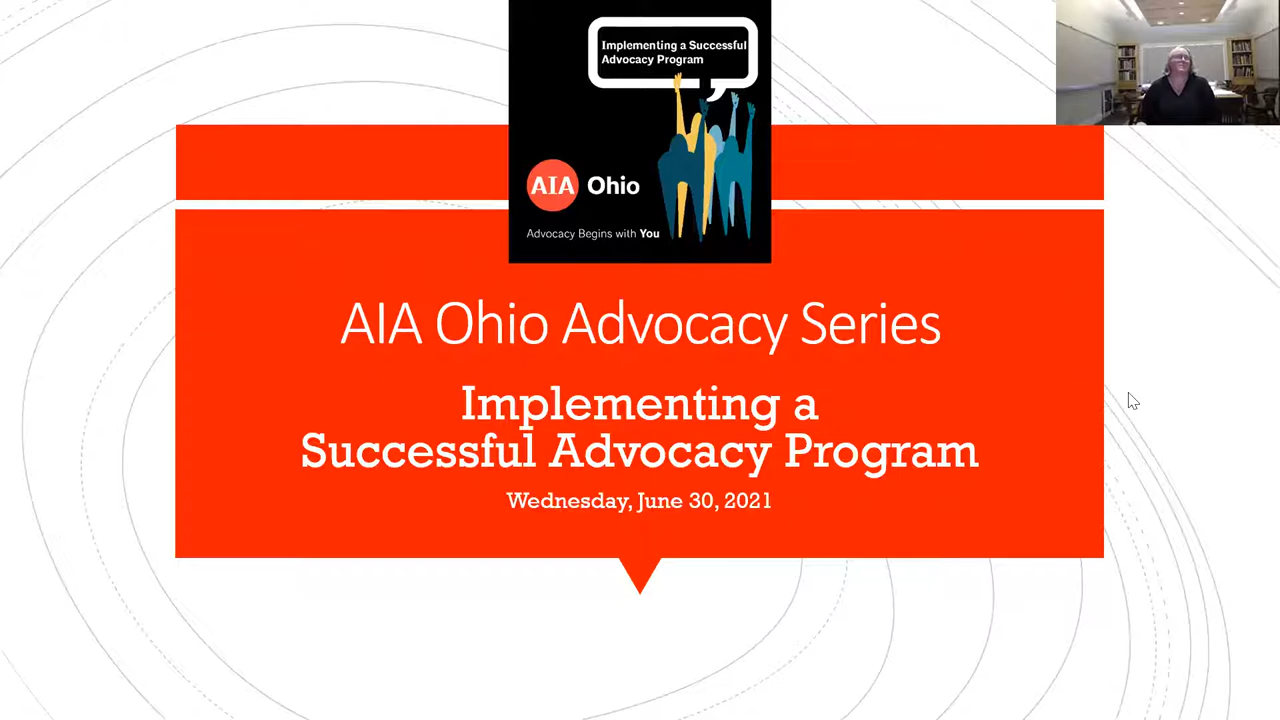 Implementing a Successful
Advocacy Program
AIA Ohio
Advocacy Begins with You
AIA Ohio Advocacy Series
Implementing a
Successful Advocacy Program
Wednesday, June 30, 2021